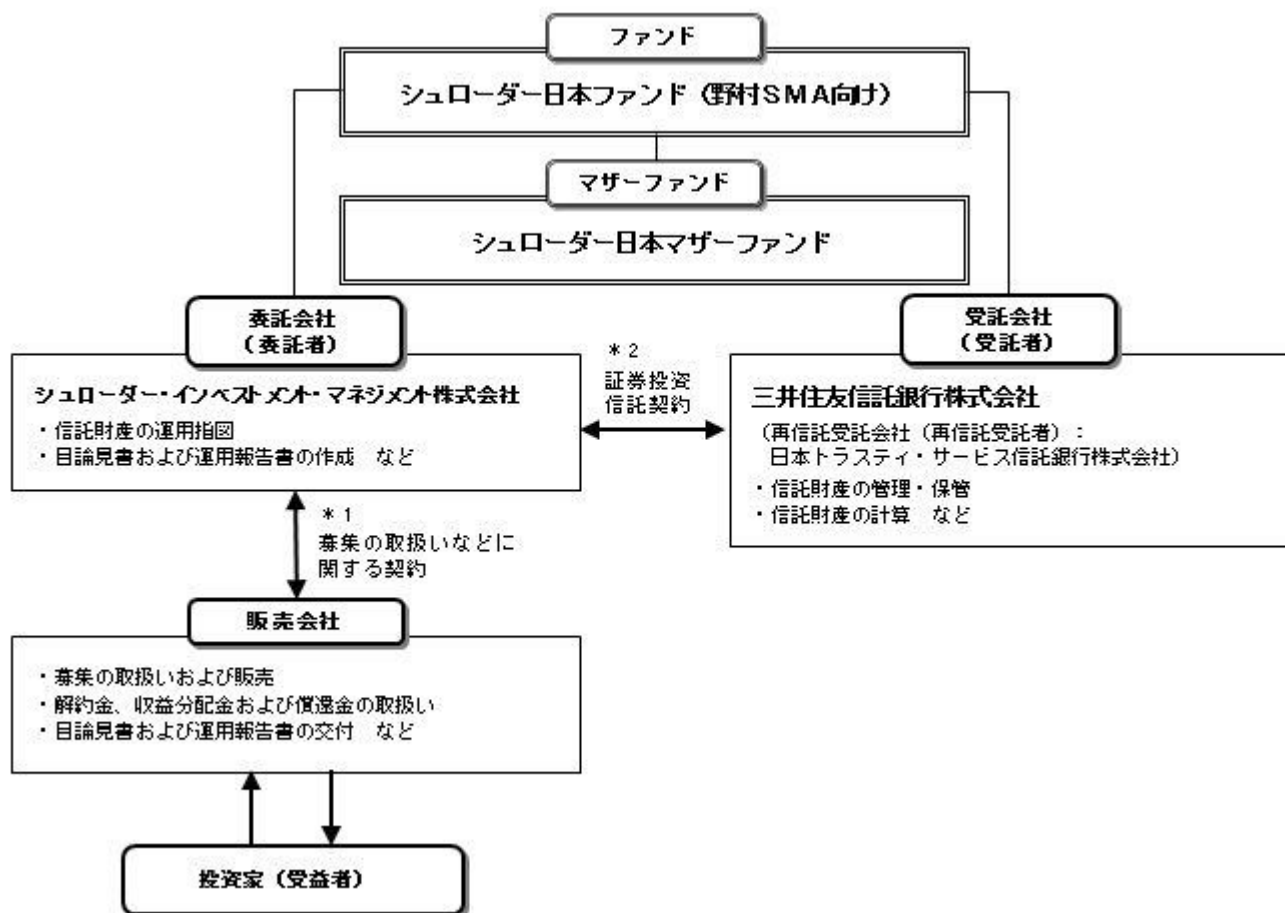 ファンド
シュローダー日本ファンド（野村SMA向け）
マザーファンド
シュローダー日本マザーファンド
委託会社
（委託者）
シュローダー・インベストメント・マネジメント株式会社
・信託財産の運用指図
・目論見書および運用報告書の作成　など
＊2
証券投資
信託契約
受託会社
（受託者）
三井住友信託銀行株式会社
（再信託受託会社（再信託受託者）：
日本トラスティ・サービス信託銀行株式会社）
・信託財産の管理・保管
・信託財産の計算　など
＊1
募集の取扱いなどに
関する契約
販売会社
・募集の取扱いおよび販売
・解約金、収益分配金および償還金の取扱い
・目論見書および運用報告書の交付　など
投資家（受益者）